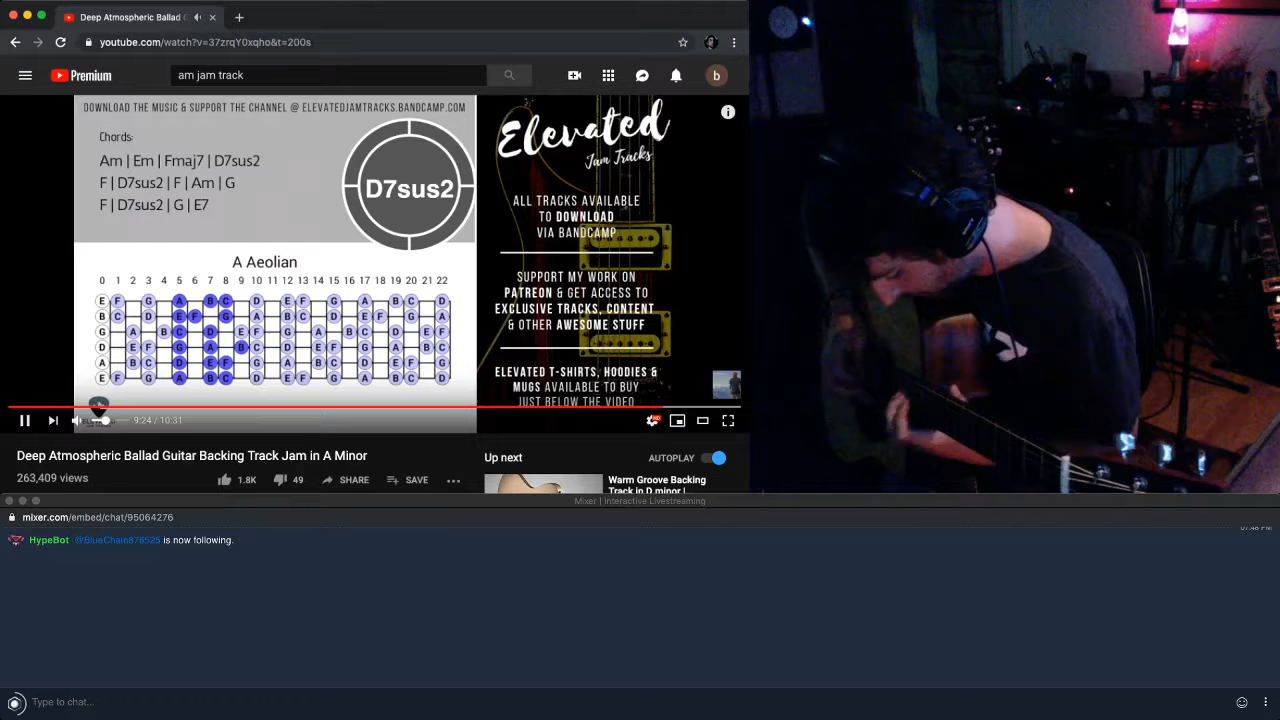 Deep Atmospheric Ballad G
youtube.com/watch?v=37zrqY0xqho&t=200s
Premium
am jam track
b
DOWNLOAD THE MUSIC & SUPPORT THE CHANNEL @ ELEVATEDJAMTRACKS.BANDCAMP.COM
Chords:
Am | Em | Fmaj7 | D7sus2
F | D7sus2 | F | Am | G
F | D7sus2 | G | E7
D7sus2
A Aeolian
0 1 2 3 4 5 6 7 8 9 10 11 12 13 14 15 16 17 18 19 20 21 22
E F G A B C D E F G A B C D
B C D E F G A B C D E F G A
G A B C D E F G A B C D E F
D E F G A B C D E F G A B C
A B C D E F G A B C D E F G
E F G A B C D E F G A B C D
Elevated
Jam Tracks
ALL TRACKS AVAILABLE
TO DOWNLOAD
VIA BANDCAMP
SUPPORT MY WORK ON
PATREON & GET ACCESS TO
EXCLUSIVE TRACKS, CONTENT
& OTHER AWESOME STUFF
ELEVATED T-SHIRTS, HOODIES &
MUGS AVAILABLE TO BUY
JUST BELOW THE VIDEO
9:24 / 10:31
HD
Deep Atmospheric Ballad Guitar Backing Track Jam in A Minor
263,409 views
1.8K
49
SHARE
SAVE
Up next
AUTOPLAY
Warm Groove Backing
Track in D minor |
Mixer | Interactive Livestreaming
mixer.com/embed/chat/95064276
07:48 PM
HypeBot @BlueChain876525 is now following.
Type to chat...